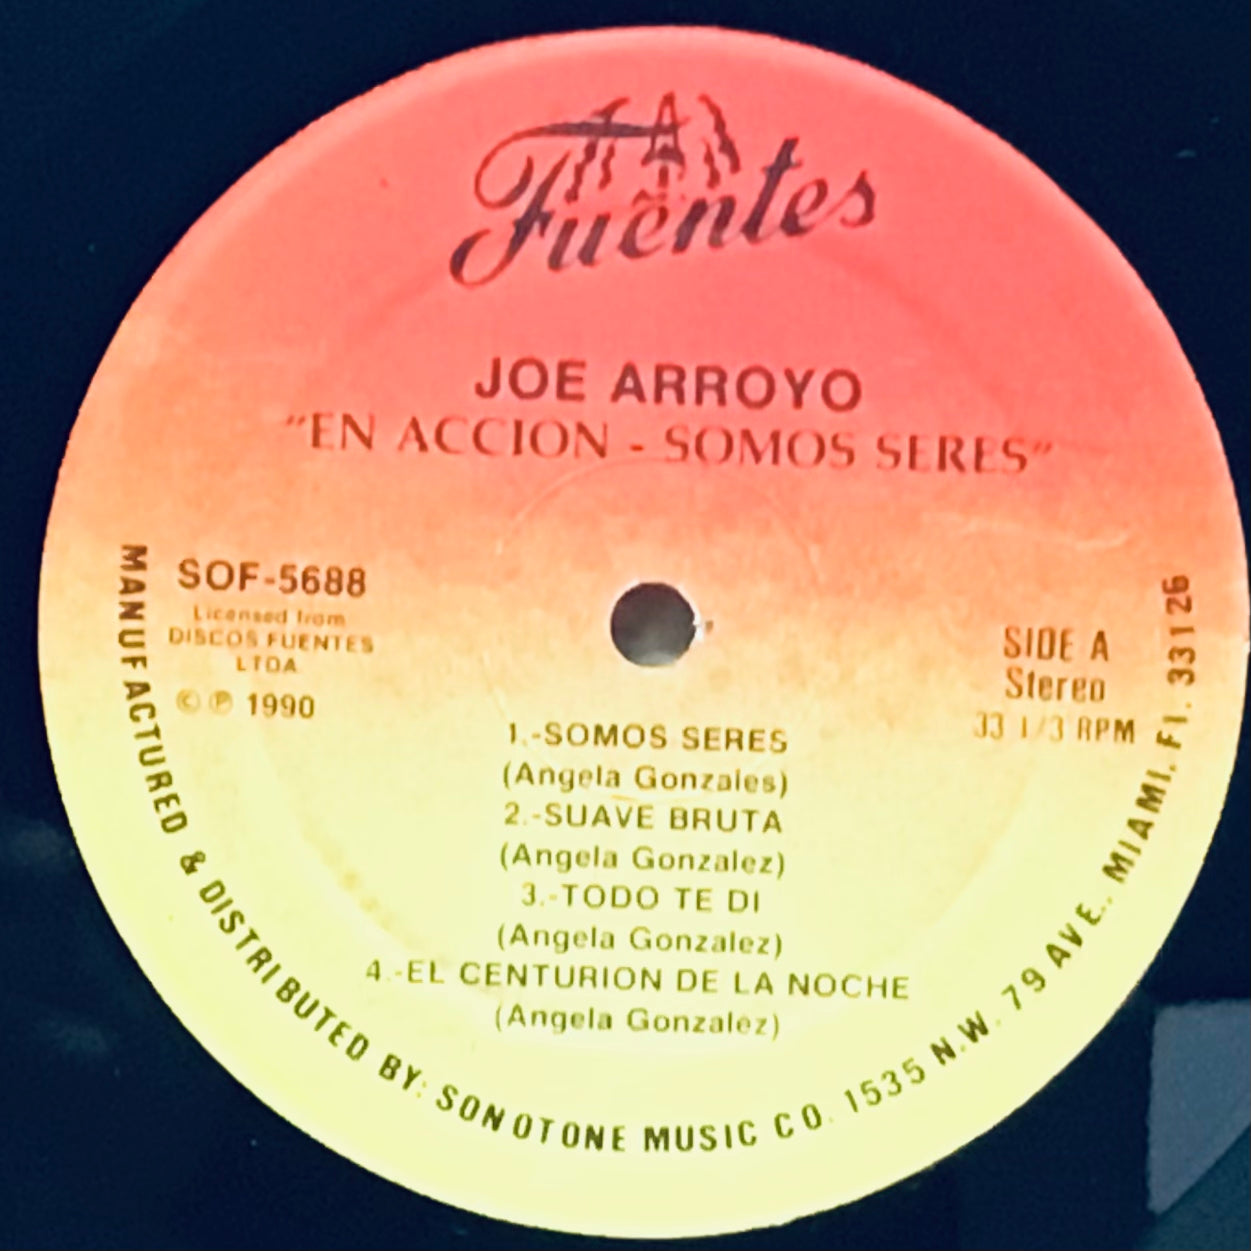 Fuentes
JOE ARROYO
"EN ACCION - SOMOS SERES"
SOF-5688
Licensed from
DISCOS FUENTES
LTDA
© ℗ 1990
SIDE A
Stereo
33 1/3 RPM
1.-SOMOS SERES
(Angela Gonzales)
2.-SUAVE BRUTA
(Angela Gonzalez)
3.-TODO TE DI
(Angela Gonzalez)
4.-EL CENTURION DE LA NOCHE
(Angela Gonzalez)
MANUFACTURED & DISTRIBUTED BY: SONOTONE MUSIC CO. 1535 N.W. 79 AVE., MIAMI, Fl. 33126